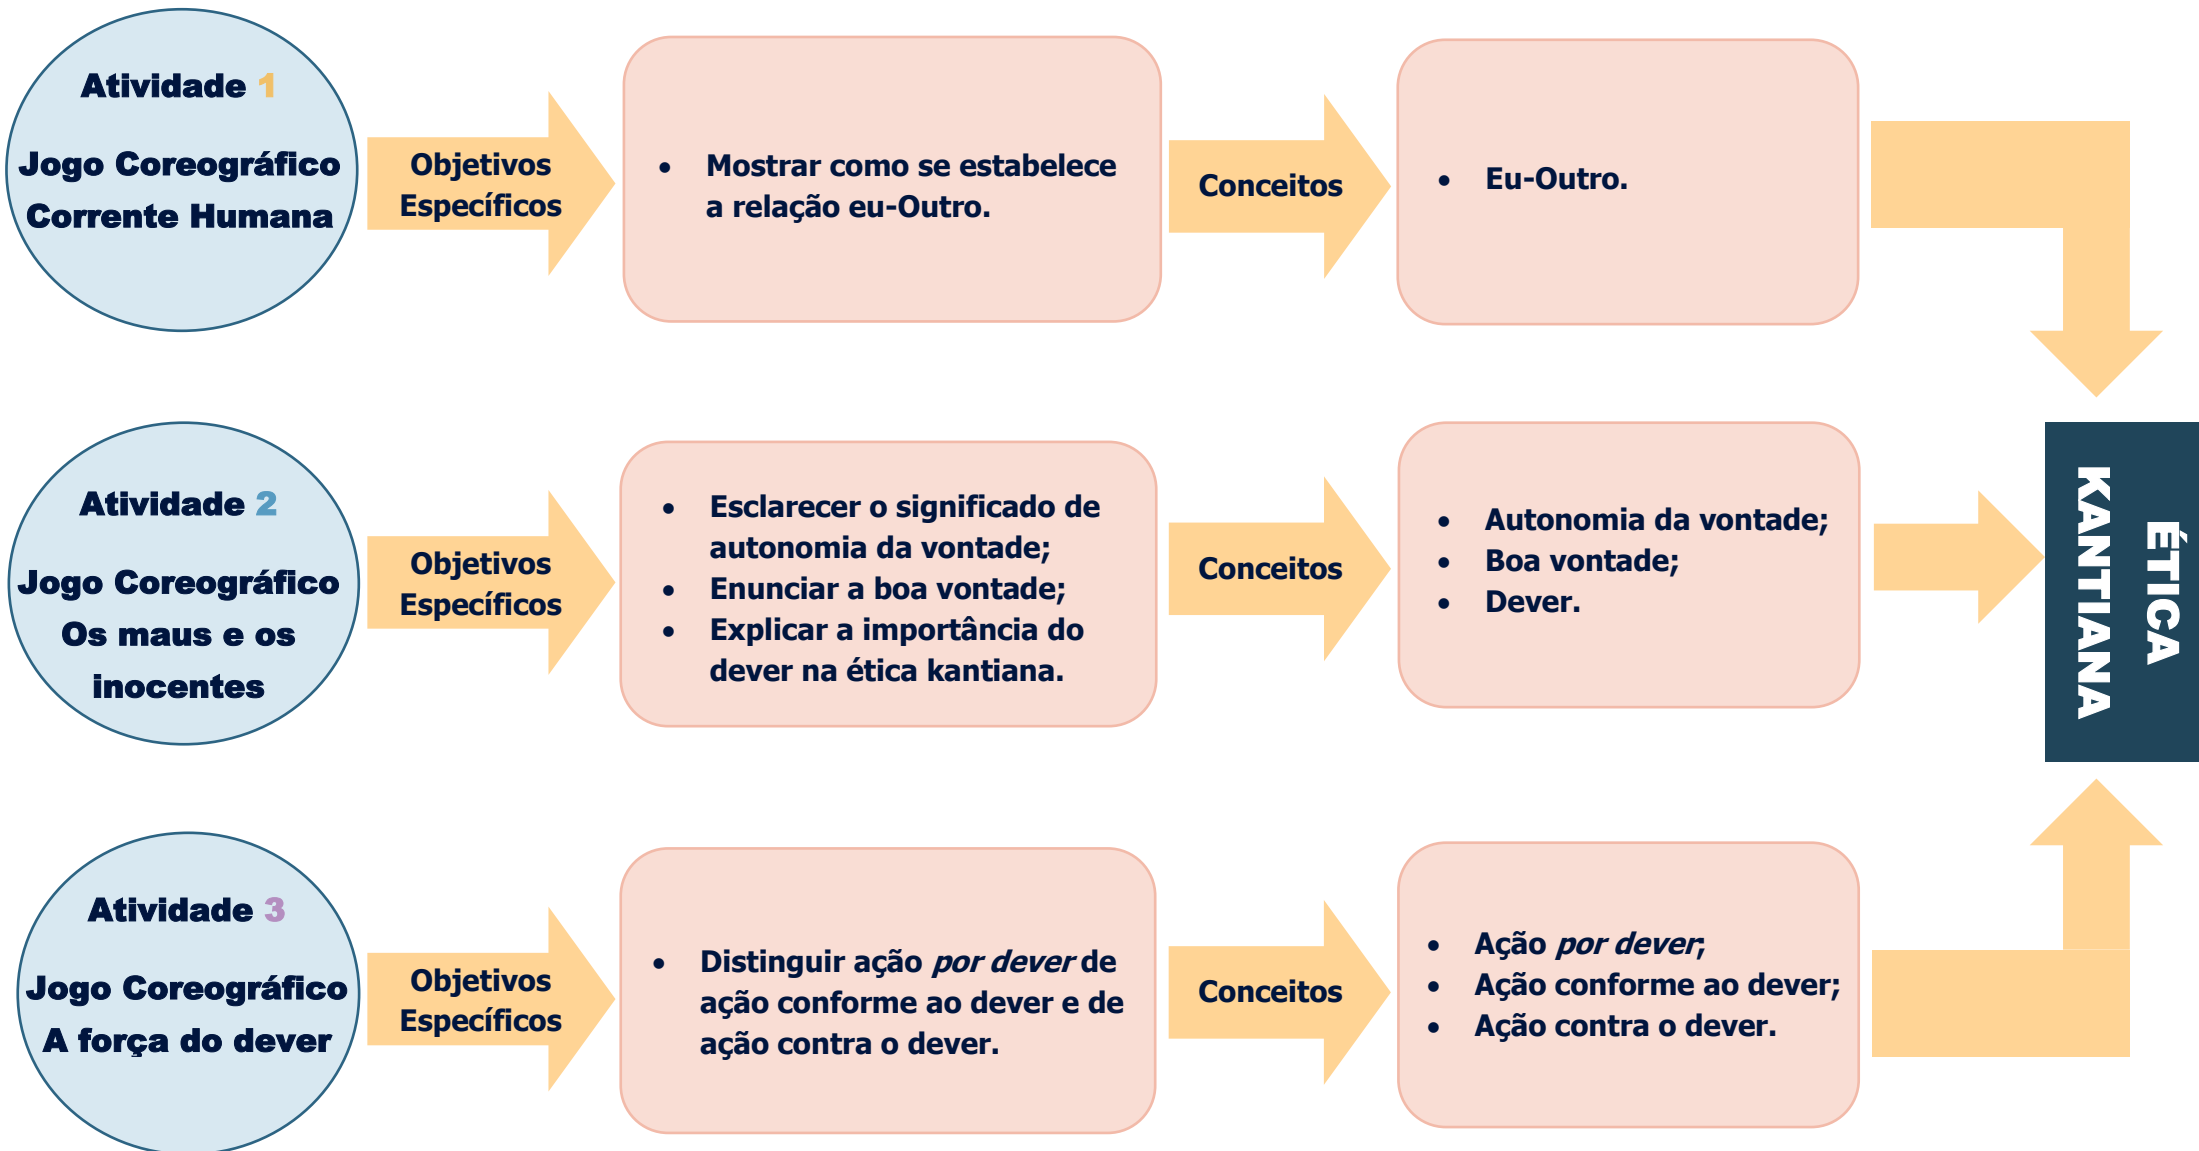 Atividade 1
Jogo Coreográfico
Corrente Humana
Objetivos
Específicos
• Mostrar como se estabelece
a relação eu-Outro.
Conceitos
• Eu-Outro.
Atividade 2
Jogo Coreográfico
Os maus e os
inocentes
Objetivos
Específicos
• Esclarecer o significado de
autonomia da vontade;
• Enunciar a boa vontade;
• Explicar a importância do
dever na ética kantiana.
Conceitos
• Autonomia da vontade;
• Boa vontade;
• Dever.
ÉTICA
KANTIANA
Atividade 3
Jogo Coreográfico
A força do dever
Objetivos
Específicos
• Distinguir ação por dever de
ação conforme ao dever e de
ação contra o dever.
Conceitos
• Ação por dever;
• Ação conforme ao dever;
• Ação contra o dever.